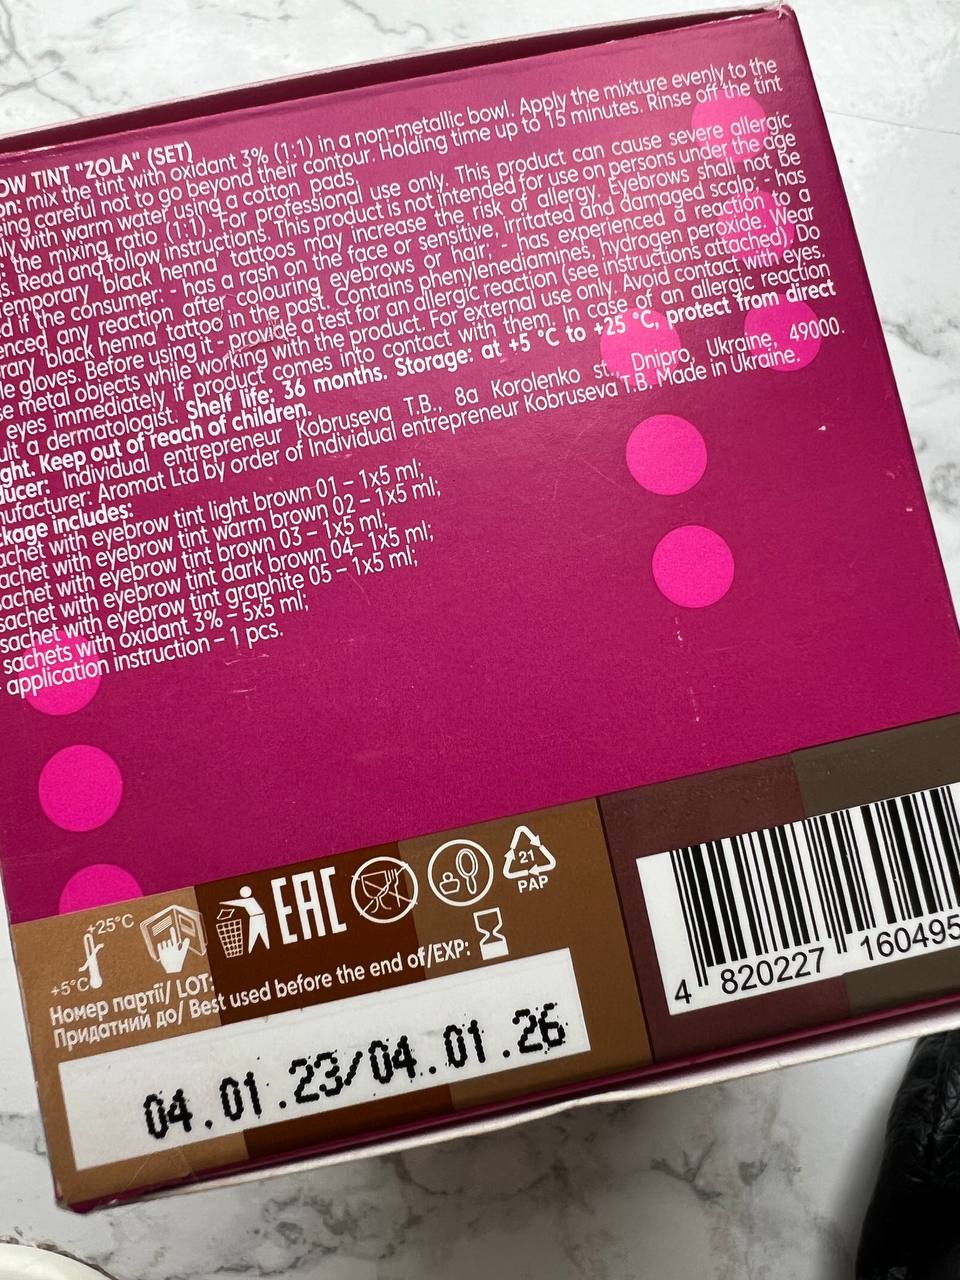 OW TINT "ZOLA" (SET)
on: mix the tint with oxidant 3% (1:1) in a non-metallic bowl. Apply the mixture evenly to the
ing careful not to go beyond their contour. Holding time up to 15 minutes. Rinse off the tint
ly with warm water using a cotton pads.
the mixing ratio (1:1). For professional use only. This product can cause severe allergic
s. Read and follow instructions. This product is not intended for use on persons under the age
emporary "black henna" tattoos may increase the risk of allergy. Eyebrows shall not be
d if the consumer: - has a rash on the face or sensitive, irritated and damaged scalp; - has
enced any reaction after colouring eyebrows or hair; - has experienced a reaction to a
rary "black henna" tattoo in the past. Contains phenylenediamines, hydrogen peroxide. Wear
le gloves. Before using it - provide a test for an allergic reaction (see instructions attached). Do
se metal objects while working with the product. For external use only. Avoid contact with eyes.
eyes immediately if product comes into contact with them. In case of an allergic reaction
ult a dermatologist. Shelf life: 36 months. Storage: at +5 °C to +25 °C, protect from direct
ght. Keep out of reach of children.
ducer: Individual entrepreneur Kobruseva T.B., 8a Korolenko st., Dnipro, Ukraine, 49000.
nufacturer: Aromat Ltd by order of Individual entrepreneur Kobruseva T.B. Made in Ukraine.
ckage includes:
achet with eyebrow tint light brown 01 – 1x5 ml;
achet with eyebrow tint warm brown 02 – 1x5 ml;
sachet with eyebrow tint brown 03 – 1x5 ml;
sachet with eyebrow tint dark brown 04– 1x5 ml;
sachet with eyebrow tint graphite 05 – 1x5 ml;
sachets with oxidant 3% – 5x5 ml;
application instruction – 1 pcs.
+25°C
+5°C
EAC
21
PAP
Номер партії/ LOT:
Придатний до/ Best used before the end of/EXP:
04.01.23/04.01.26
4 820227 160495